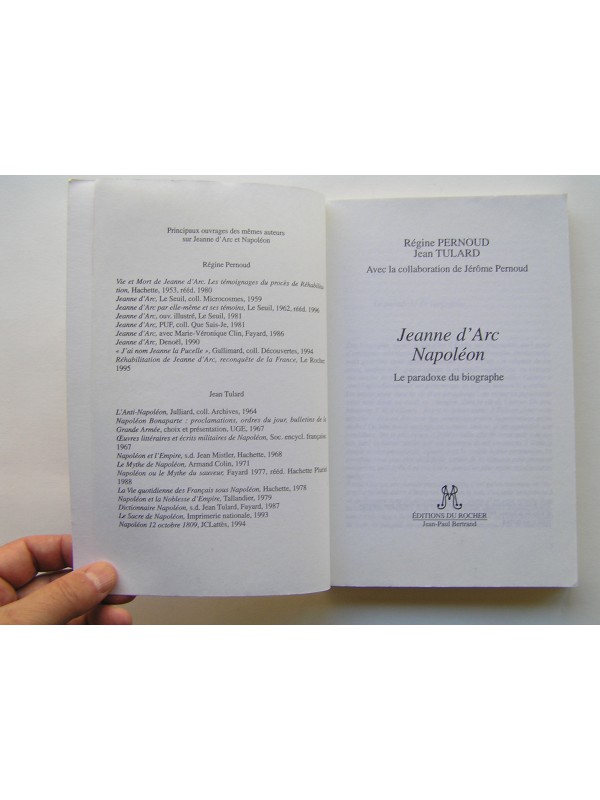 Principaux ouvrages des mêmes auteurs
sur Jeanne d'Arc et Napoléon
Régine Pernoud
Vie et Mort de Jeanne d'Arc. Les témoignages du procès de Réhabilita-
tion, Hachette, 1953, rééd. 1980
Jeanne d'Arc, Le Seuil, coll. Microcosmes, 1959
Jeanne d'Arc par elle-même et ses témoins, Le Seuil, 1962, rééd. 1996
Jeanne d'Arc, ouv. illustré, Le Seuil, 1981
Jeanne d'Arc, PUF, coll. Que Sais-Je, 1981
Jeanne d'Arc, avec Marie-Véronique Clin, Fayard, 1986
Jeanne d'Arc, Denoël, 1990
« J'ai nom Jeanne la Pucelle », Gallimard, coll. Découvertes, 1994
Réhabilitation de Jeanne d'Arc, reconquête de la France, Le Rocher
1995
Jean Tulard
L'Anti-Napoléon, Julliard, coll. Archives, 1964
Napoléon Bonaparte : proclamations, ordres du jour, bulletins de la
Grande Armée, choix et présentation, UGE, 1967
Œuvres littéraires et écrits militaires de Napoléon, Soc. encycl. française
1967
Napoléon et l'Empire, s.d. Jean Mistler, Hachette, 1968
Le Mythe de Napoléon, Armand Colin, 1971
Napoléon ou le Mythe du sauveur, Fayard 1977, rééd. Hachette Pluriel
1988
La Vie quotidienne des Français sous Napoléon, Hachette, 1978
Napoléon et la Noblesse d'Empire, Tallandier, 1979
Dictionnaire Napoléon, s.d. Jean Tulard, Fayard, 1987
Le Sacre de Napoléon, Imprimerie nationale, 1993
Napoléon 12 octobre 1809, JCLattès, 1994
Régine PERNOUD
Jean TULARD
Avec la collaboration de Jérôme Pernoud
Jeanne d'Arc
Napoléon
Le paradoxe du biographe
ÉDITIONS DU ROCHER
Jean-Paul Bertrand